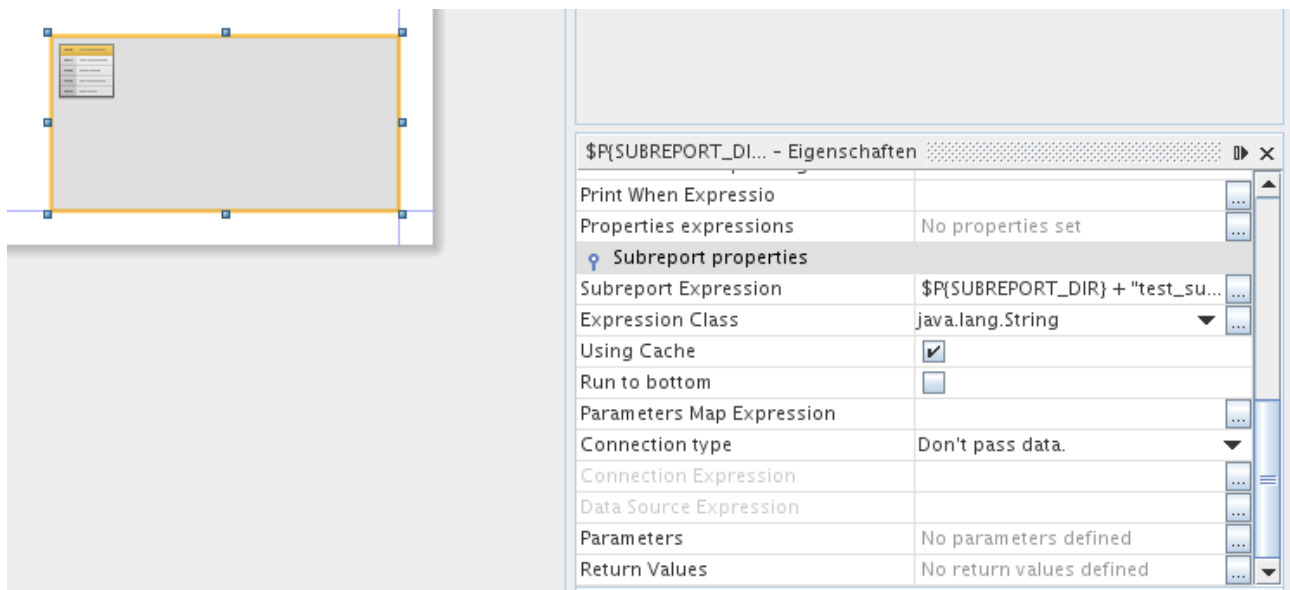 $P{SUBREPORT_DI... - Eigenschaften
Print When Expressio
Properties expressions No properties set
Subreport properties
Subreport Expression $P{SUBREPORT_DIR} + "test_su... ...
Expression Class java.lang.String ...
Using Cache
Run to bottom
Parameters Map Expression ...
Connection type Don't pass data.
Connection Expression ...
Data Source Expression ...
Parameters No parameters defined ...
Return Values No return values defined ...